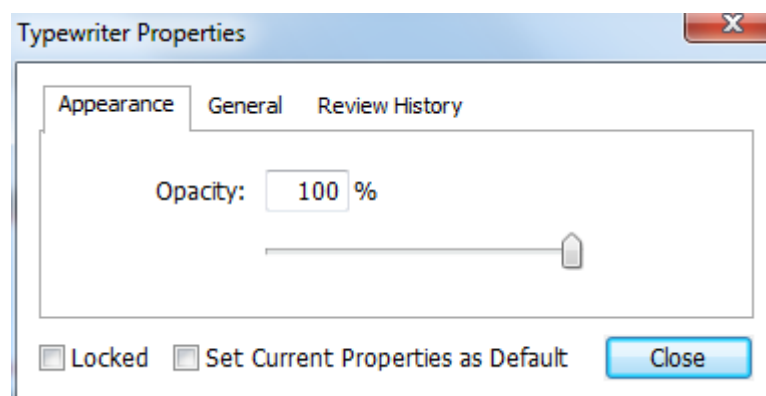 Typewriter Properties
Appearance General Review History
Opacity: 100 %
Locked Set Current Properties as Default Close